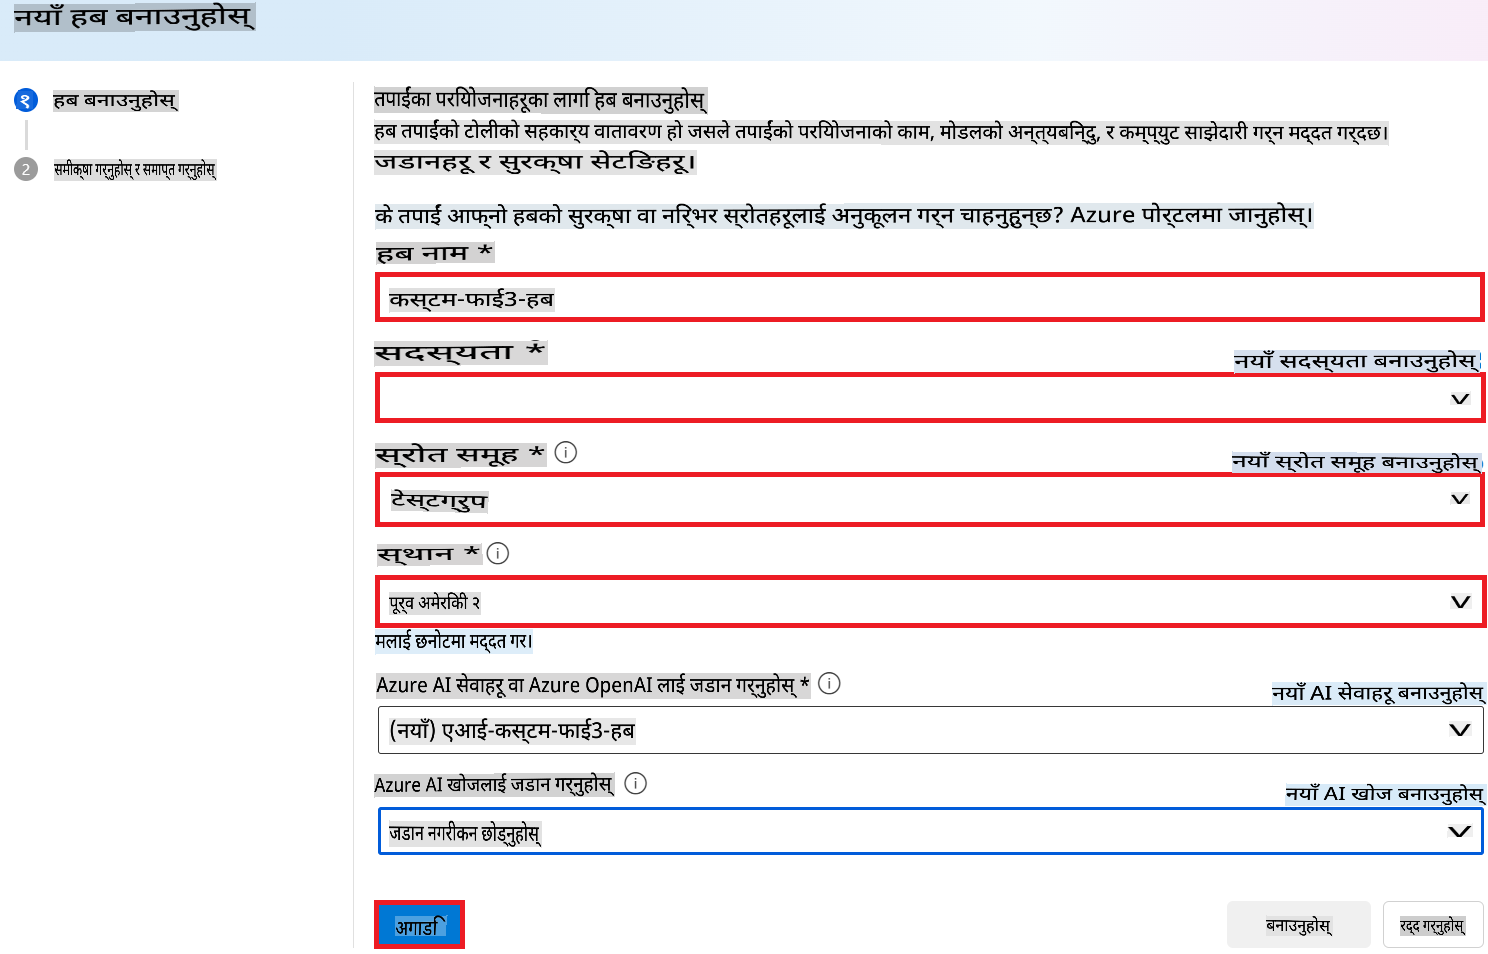 नयाँ हब बनाउनुहोस्
१ हब बनाउनुहोस्
2 समीक्षा गर्नुहोस् र समाप्त गर्नुहोस्
तपाईंका परियोजनाहरूका लागि हब बनाउनुहोस्
हब तपाईंको टोलीको सहकार्य वातावरण हो जसले तपाईंको परियोजनाको काम, मोडलको अन्त्यबिन्दु, र कम्प्युट साझेदारी गर्न मद्दत गर्दछ।
जडानहरू र सुरक्षा सेटिङहरू।
के तपाईं आफ्नो हबको सुरक्षा वा निर्भर स्रोतहरूलाई अनुकूलन गर्न चाहनुहुन्छ? Azure पोर्टलमा जानुहोस्।
हब नाम *
कस्टम-फाई3-हब
सदस्यता *
नयाँ सदस्यता बनाउनुहोस्
स्रोत समूह *
नयाँ स्रोत समूह बनाउनुहोस्
टेस्टग्रुप
स्थान *
पूर्व अमेरिकी २
मलाई छनोटमा मद्दत गर।
Azure AI सेवाहरू वा Azure OpenAI लाई जडान गर्नुहोस् *
नयाँ AI सेवाहरू बनाउनुहोस्
(नयाँ) एआई-कस्टम-फाई3-हब
Azure AI खोजलाई जडान गर्नुहोस्
नयाँ AI खोज बनाउनुहोस्
जडान नगरीकन छोड्नुहोस्
अगाडि
बनाउनुहोस्
रद्द गर्नुहोस्